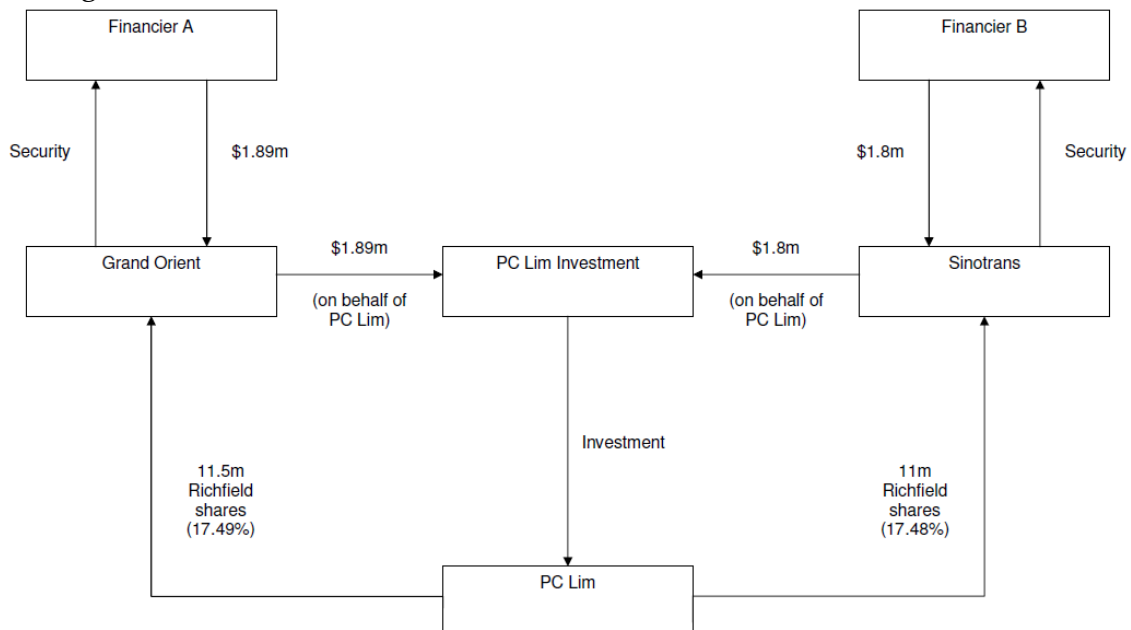 Financier A
Financier B
Security
$1.89m
$1.8m
Security
Grand Orient
$1.89m
PC Lim Investment
$1.8m
Sinotrans
(on behalf of
PC Lim)
(on behalf of
PC Lim)
Investment
11.5m
Richfield
shares
(17.49%)
11m
Richfield
shares
(17.48%)
PC Lim